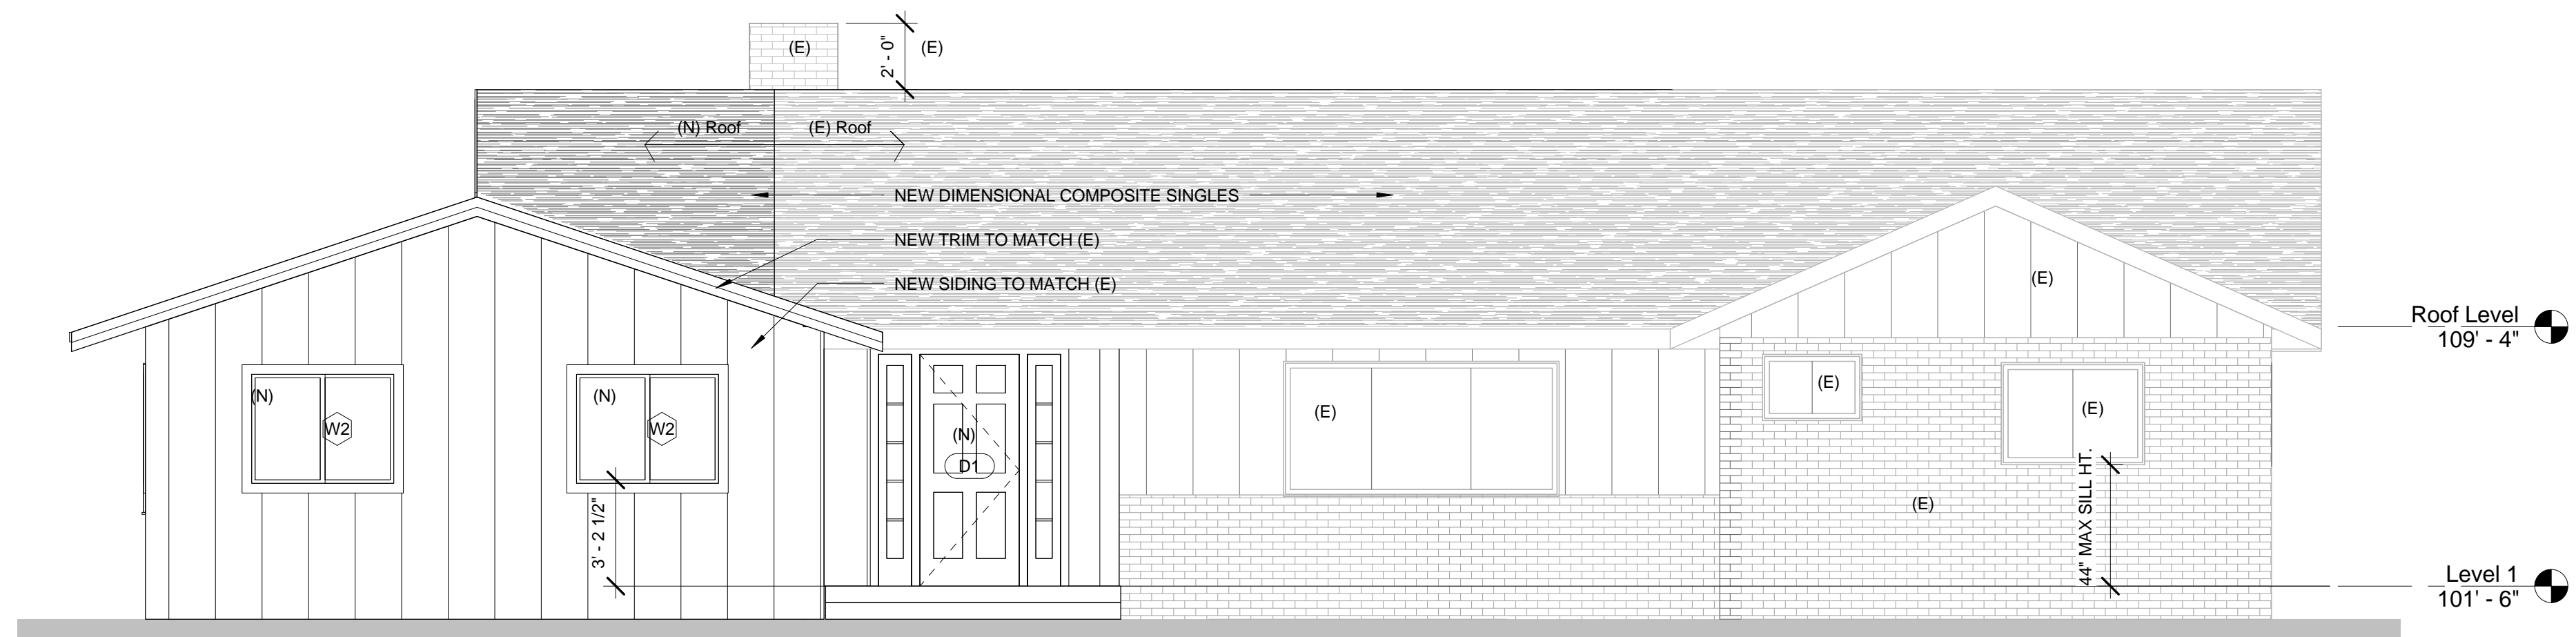 (E)
2' - 0"
(E)
(N) Roof
(E) Roof
NEW DIMENSIONAL COMPOSITE SINGLES
NEW TRIM TO MATCH (E)
NEW SIDING TO MATCH (E)
(E)
Roof Level
109' - 4"
(N)
W2
(N)
W2
(N)
D1
(E)
(E)
(E)
(E)
3' - 2 1/2"
44" MAX SILL HT.
Level 1
101' - 6"